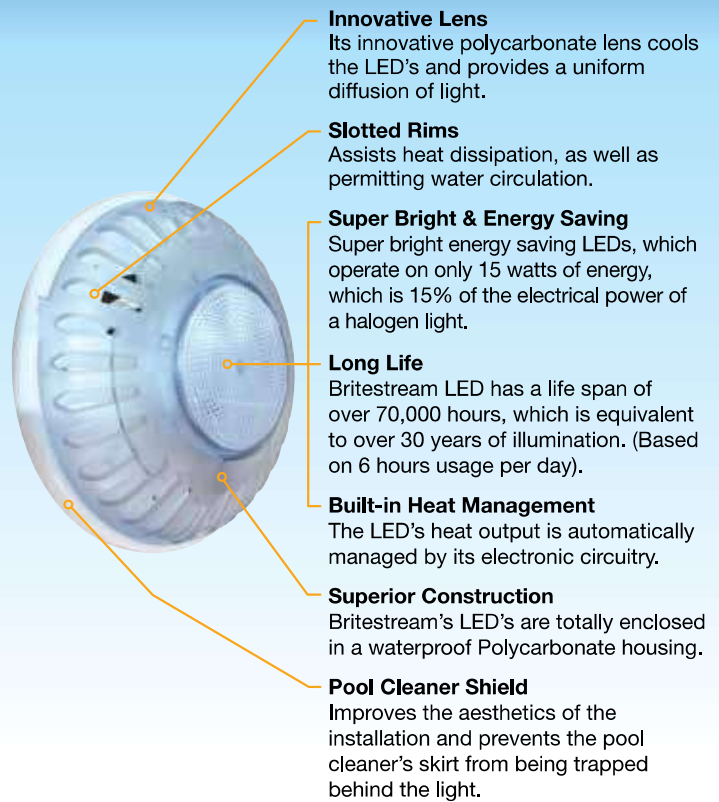 Innovative Lens
Its innovative polycarbonate lens cools
the LED's and provides a uniform
diffusion of light.
Slotted Rims
Assists heat dissipation, as well as
permitting water circulation.
Super Bright & Energy Saving
Super bright energy saving LEDs, which
operate on only 15 watts of energy,
which is 15% of the electrical power of
a halogen light.
Long Life
Britestream LED has a life span of
over 70,000 hours, which is equivalent
to over 30 years of illumination. (Based
on 6 hours usage per day).
Built-in Heat Management
The LED's heat output is automatically
managed by its electronic circuitry.
Superior Construction
Britestream's LED's are totally enclosed
in a waterproof Polycarbonate housing.
Pool Cleaner Shield
Improves the aesthetics of the
installation and prevents the pool
cleaner's skirt from being trapped
behind the light.